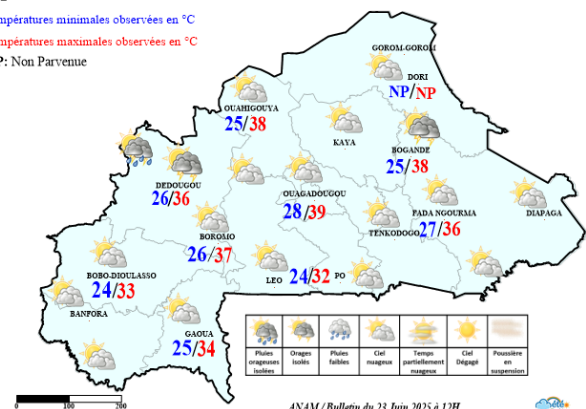 empératures minimales observées en °C
empératures maximales observées en °C
P: Non Parvenue
GOROM-GOROM
DORI
NP/NP
OUAHIGOUYA
25/38
KAYA
BOGANDE
25/38
DEDOUGOU
26/36
OUAGADOUGOU
28/39
FADA NGOURMA
27/36
DIAPAGA
TENKODOGO
BOROMO
26/37
BOBO-DIOULASSO
24/33
LEO
24/32
PO
BANFORA
GAOUA
25/34
Pluies orageuses isolées
Orages isolés
Pluies faibles
Ciel nuageux
Temps partiellement nuageux
Ciel Dégagé
Poussière en suspension
0 100 200
ANAM / Bulletin du 23 Juin 2025 à 12H